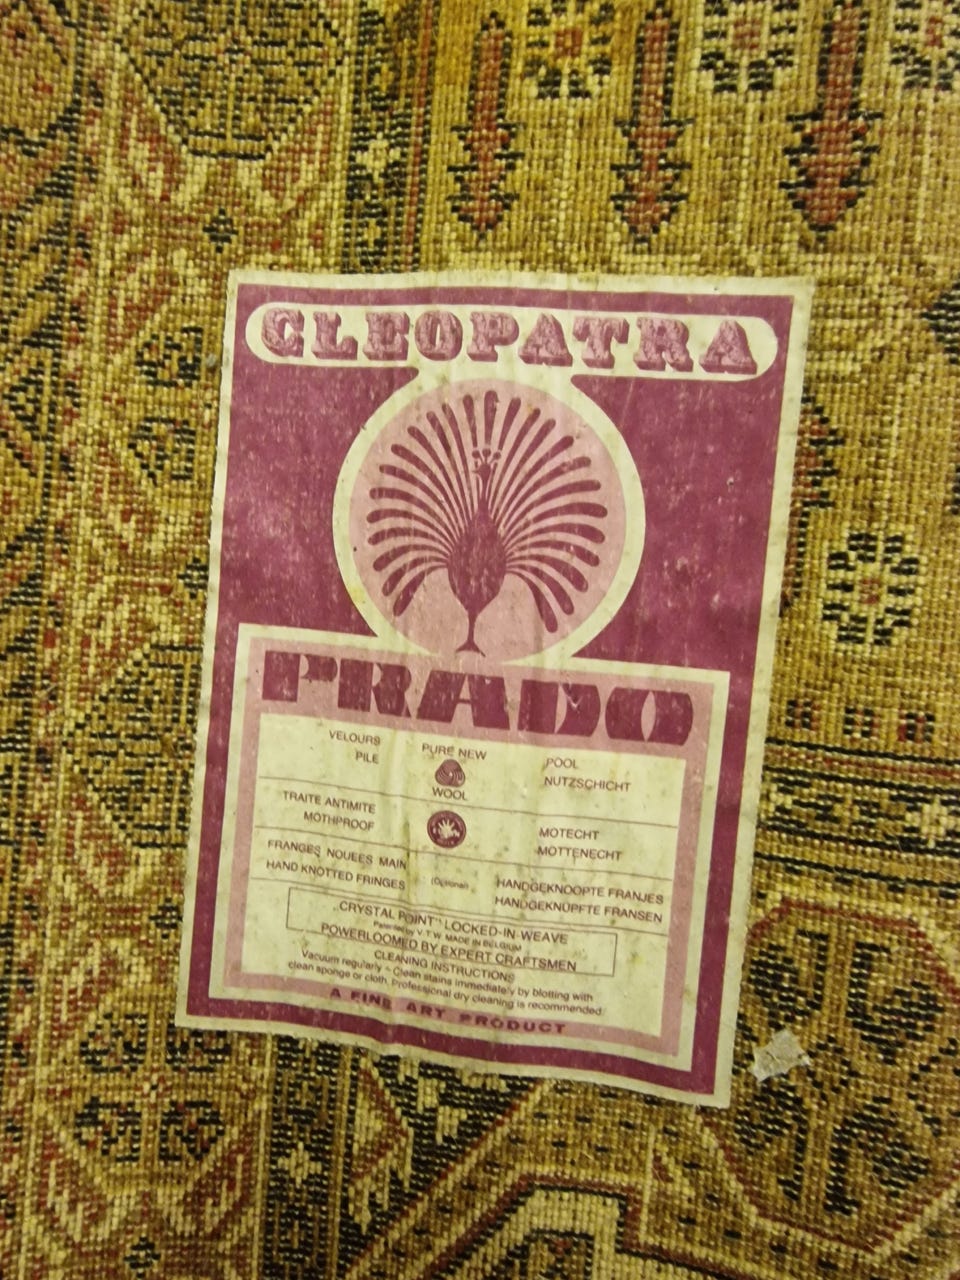 CLEOPATRA
PRADO
VELOURS PURE NEW POOL
PILE WOOL NUTZSCHICHT
TRAITE ANTIMITE MOTECHT
MOTHPROOF MOTTENECHT
FRANGES NOUEES MAIN (Optional) HANDGEKNOOPTE FRANJES
HAND KNOTTED FRINGES HANDGEKNÜPFTE FRANSEN
„CRYSTAL POINT" LOCKED-IN-WEAVE
Patented by V.T.W. MADE IN BELGIUM
POWERLOOMED BY EXPERT CRAFTSMEN
CLEANING INSTRUCTIONS
Vacuum regularly - Clean stains immediately by blotting with
clean sponge or cloth. Professional dry cleaning is recommended.
A FINE ART PRODUCT